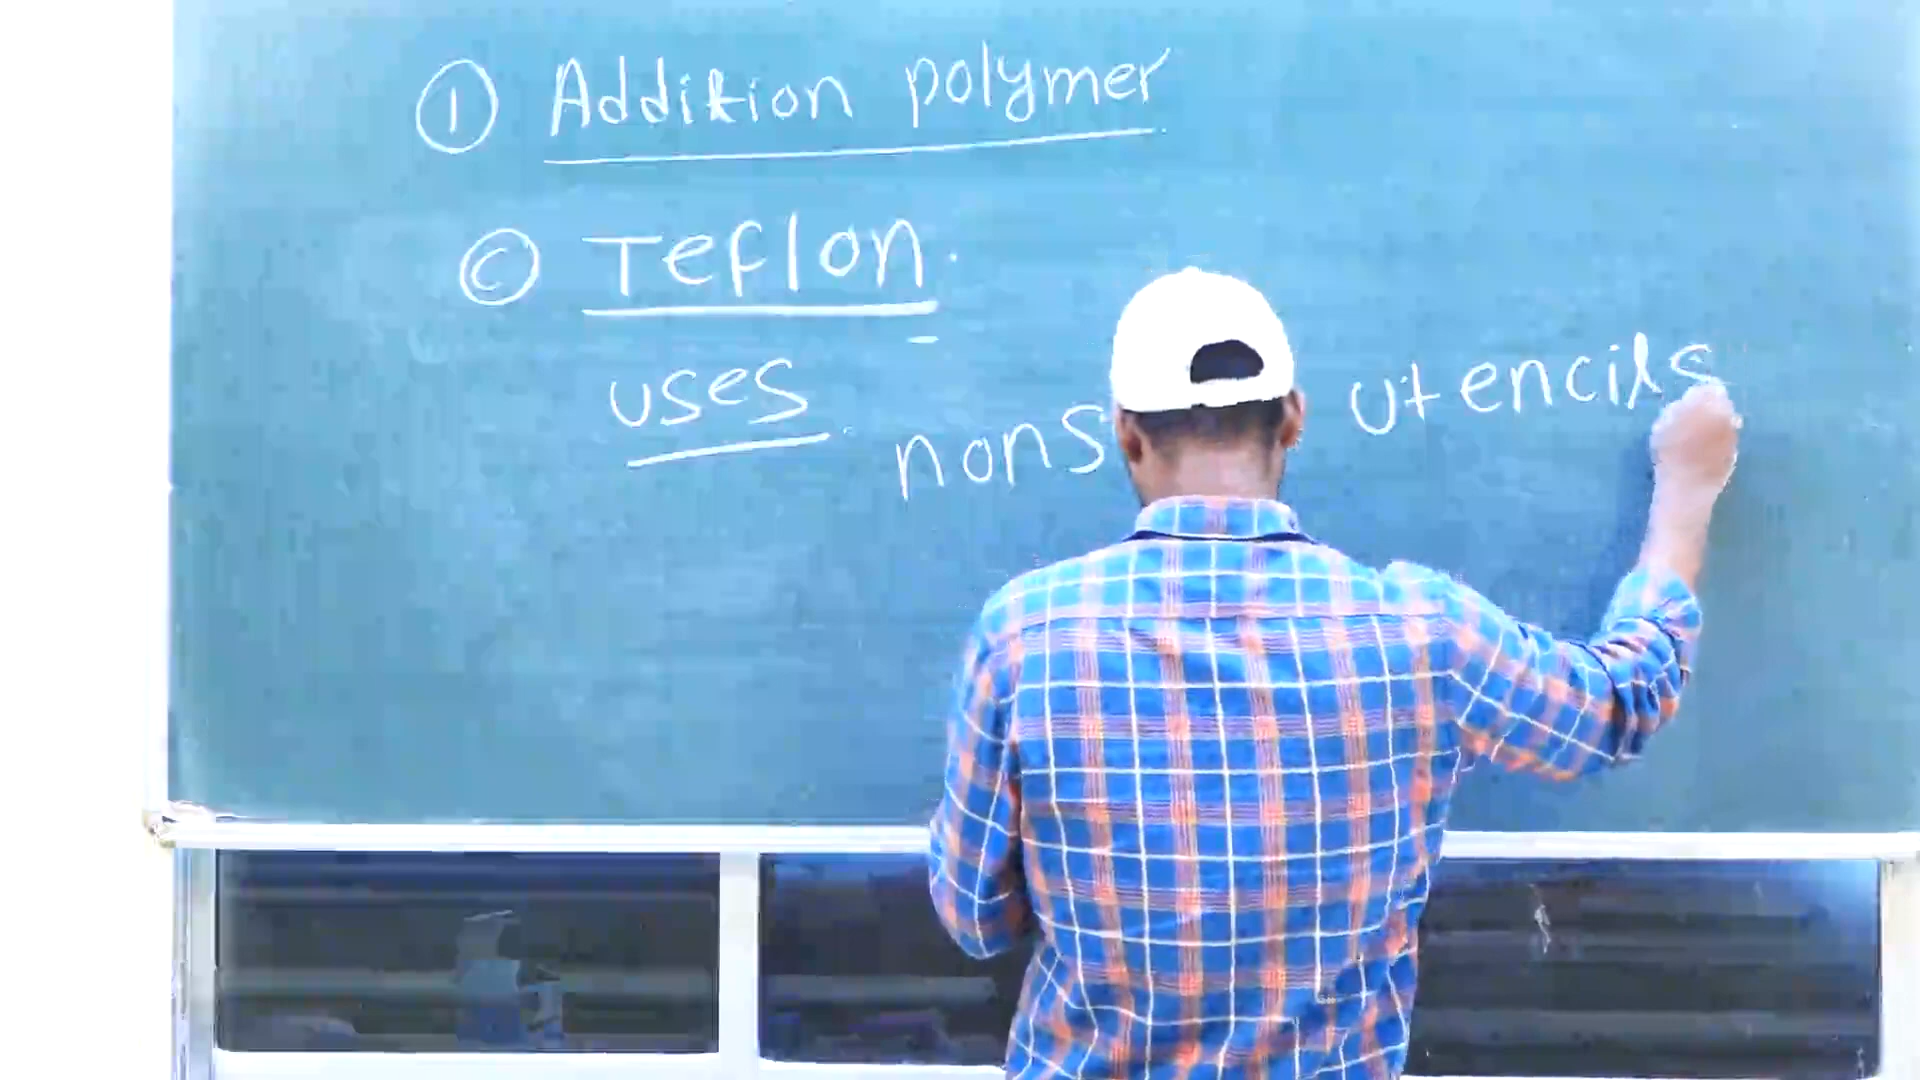 ① Addition polymer
Ⓒ Teflon.
uses
nons utencils